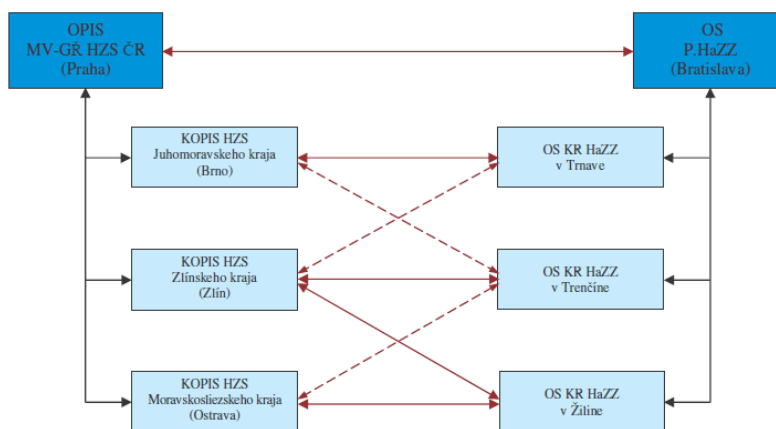 OPIS
MV-GŘ HZS ČR
(Praha)
OS
P.HaZZ
(Bratislava)
KOPIS HZS
Juhomoravskeho kraja
(Brno)
OS KR HaZZ
v Trnave
KOPIS HZS
Zlínskeho kraja
(Zlín)
OS KR HaZZ
v Trenčíne
KOPIS HZS
Moravskosliezskeho kraja
(Ostrava)
OS KR HaZZ
v Žiline